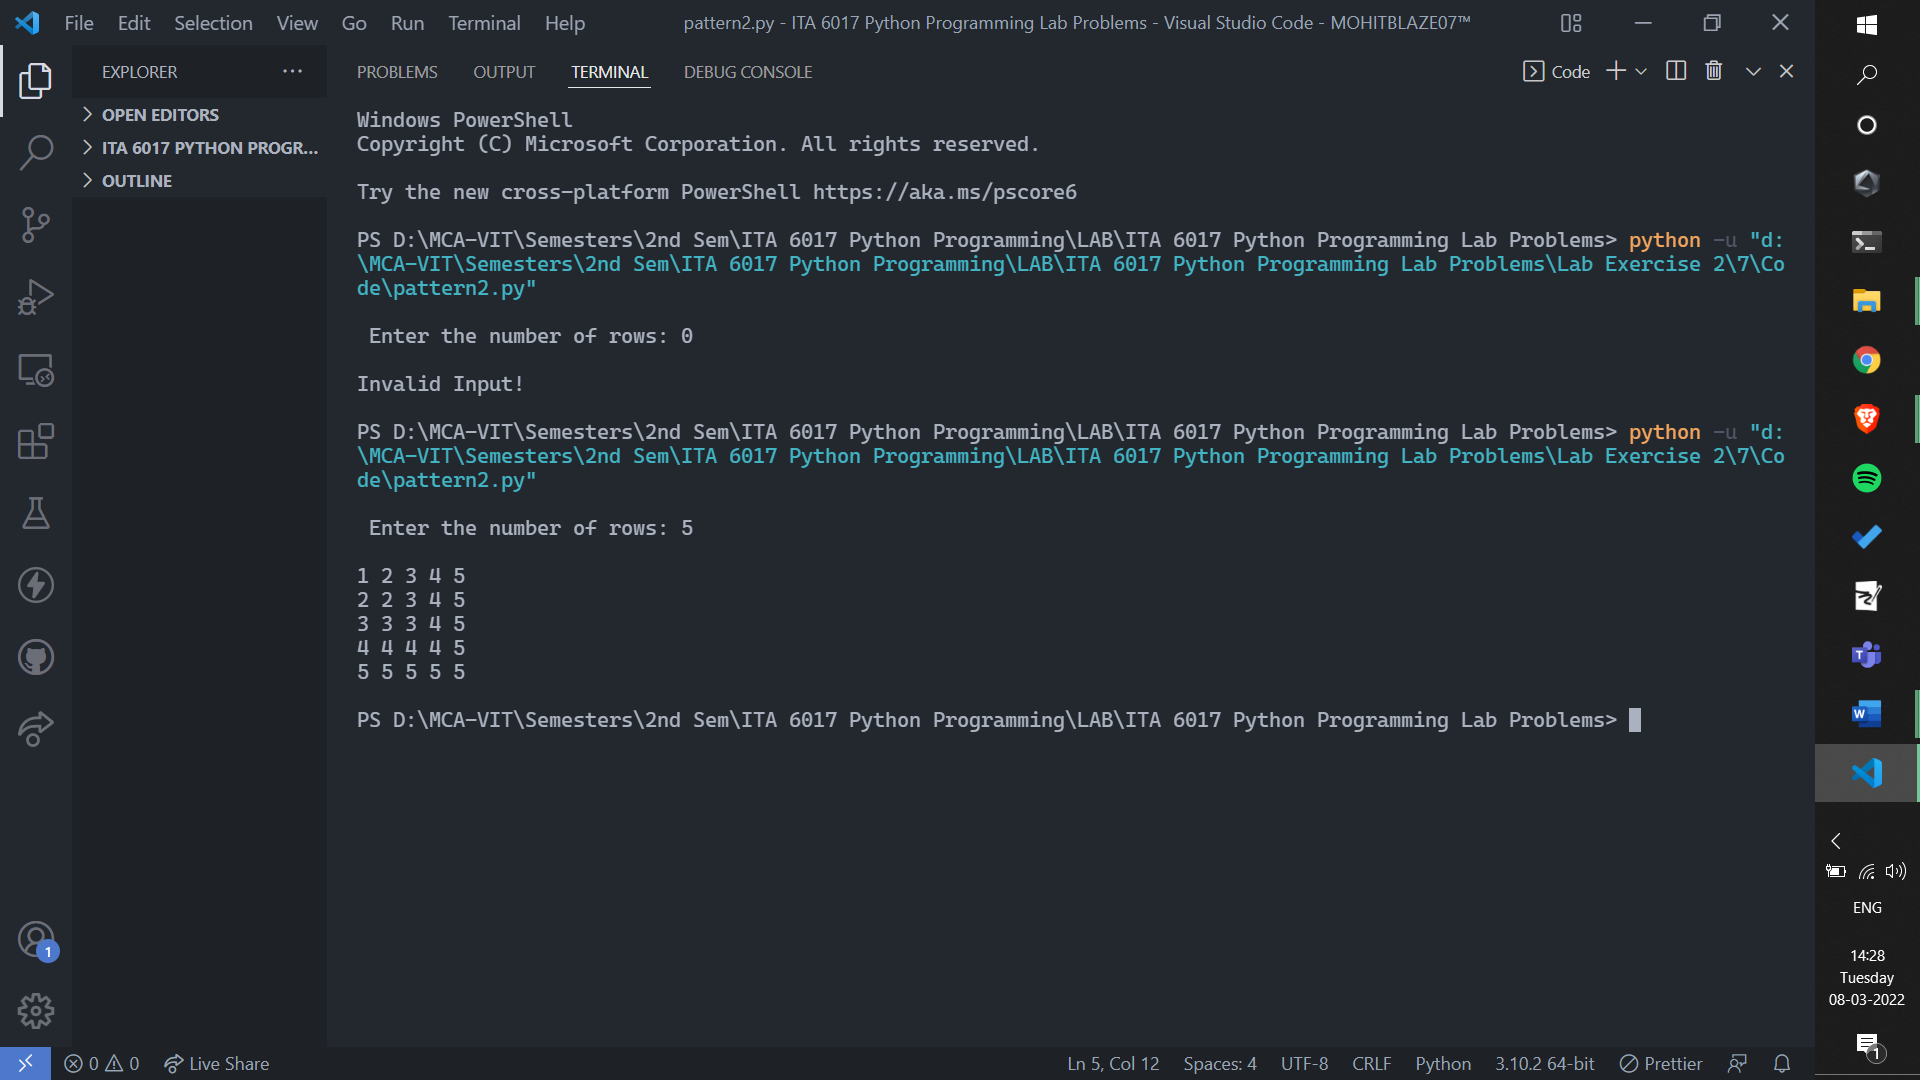 File Edit Selection View Go Run Terminal Help
pattern2.py - ITA 6017 Python Programming Lab Problems - Visual Studio Code - MOHITBLAZE07™
EXPLORER
OPEN EDITORS
ITA 6017 PYTHON PROGR...
OUTLINE
PROBLEMS OUTPUT TERMINAL DEBUG CONSOLE
Code
Windows PowerShell
Copyright (C) Microsoft Corporation. All rights reserved.
Try the new cross-platform PowerShell https://aka.ms/pscore6
PS D:\MCA-VIT\Semesters\2nd Sem\ITA 6017 Python Programming\LAB\ITA 6017 Python Programming Lab Problems> python -u "d:
\MCA-VIT\Semesters\2nd Sem\ITA 6017 Python Programming\LAB\ITA 6017 Python Programming Lab Problems\Lab Exercise 2\7\Co
de\pattern2.py"
Enter the number of rows: 0
Invalid Input!
PS D:\MCA-VIT\Semesters\2nd Sem\ITA 6017 Python Programming\LAB\ITA 6017 Python Programming Lab Problems> python -u "d:
\MCA-VIT\Semesters\2nd Sem\ITA 6017 Python Programming\LAB\ITA 6017 Python Programming Lab Problems\Lab Exercise 2\7\Co
de\pattern2.py"
Enter the number of rows: 5
1 2 3 4 5
2 2 3 4 5
3 3 3 4 5
4 4 4 4 5
5 5 5 5 5
PS D:\MCA-VIT\Semesters\2nd Sem\ITA 6017 Python Programming\LAB\ITA 6017 Python Programming Lab Problems>
1
0 0 Live Share
Ln 5, Col 12 Spaces: 4 UTF-8 CRLF Python 3.10.2 64-bit Prettier
T
W
ENG
14:28
Tuesday
08-03-2022
1